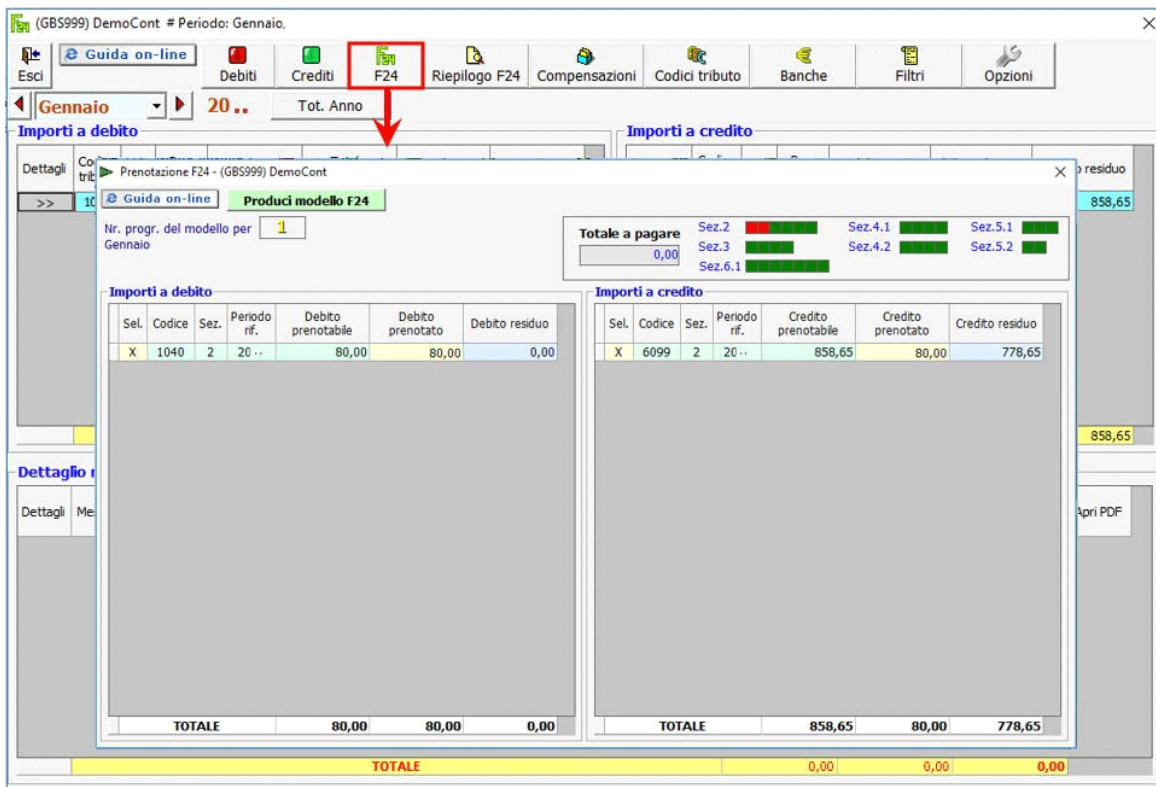 (GBS999) DemoCont # Periodo: Gennaio,
Esci
Guida on-line
Debiti
Crediti
F24
Riepilogo F24
Compensazioni
Codici tributo
Banche
Filtri
Opzioni
Gennaio
20..
Tot. Anno
Importi a debito
Importi a credito
Dettagli
residuo
>>
858,65
Prenotazione F24 - (GBS999) DemoCont
Guida on-line
Produci modello F24
Nr. progr. del modello per
Gennaio
1
Totale a pagare
0,00
Sez.2 Sez.4.1 Sez.5.1
Sez.3 Sez.4.2 Sez.5.2
Sez.6.1
Importi a debito
Sel. Codice Sez. Periodo rif. Debito prenotabile Debito prenotato Debito residuo
X 1040 2 20.. 80,00 80,00 0,00
TOTALE 80,00 80,00 0,00
Importi a credito
Sel. Codice Sez. Periodo rif. Credito prenotabile Credito prenotato Credito residuo
X 6099 2 20.. 858,65 80,00 778,65
TOTALE 858,65 80,00 778,65
858,65
Dettaglio
Dettagli
Apri PDF
TOTALE 0,00 0,00 0,00